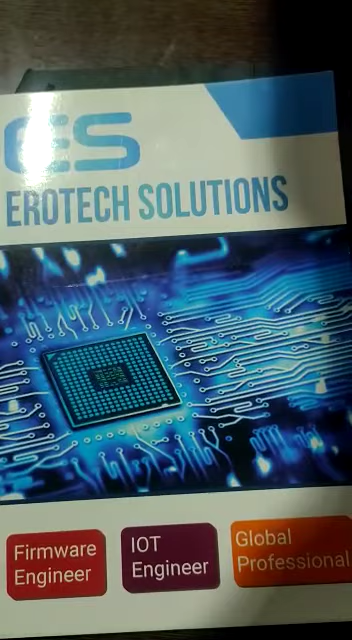 ES
EROTECH SOLUTIONS
Firmware
Engineer
IOT
Engineer
Global
Professional